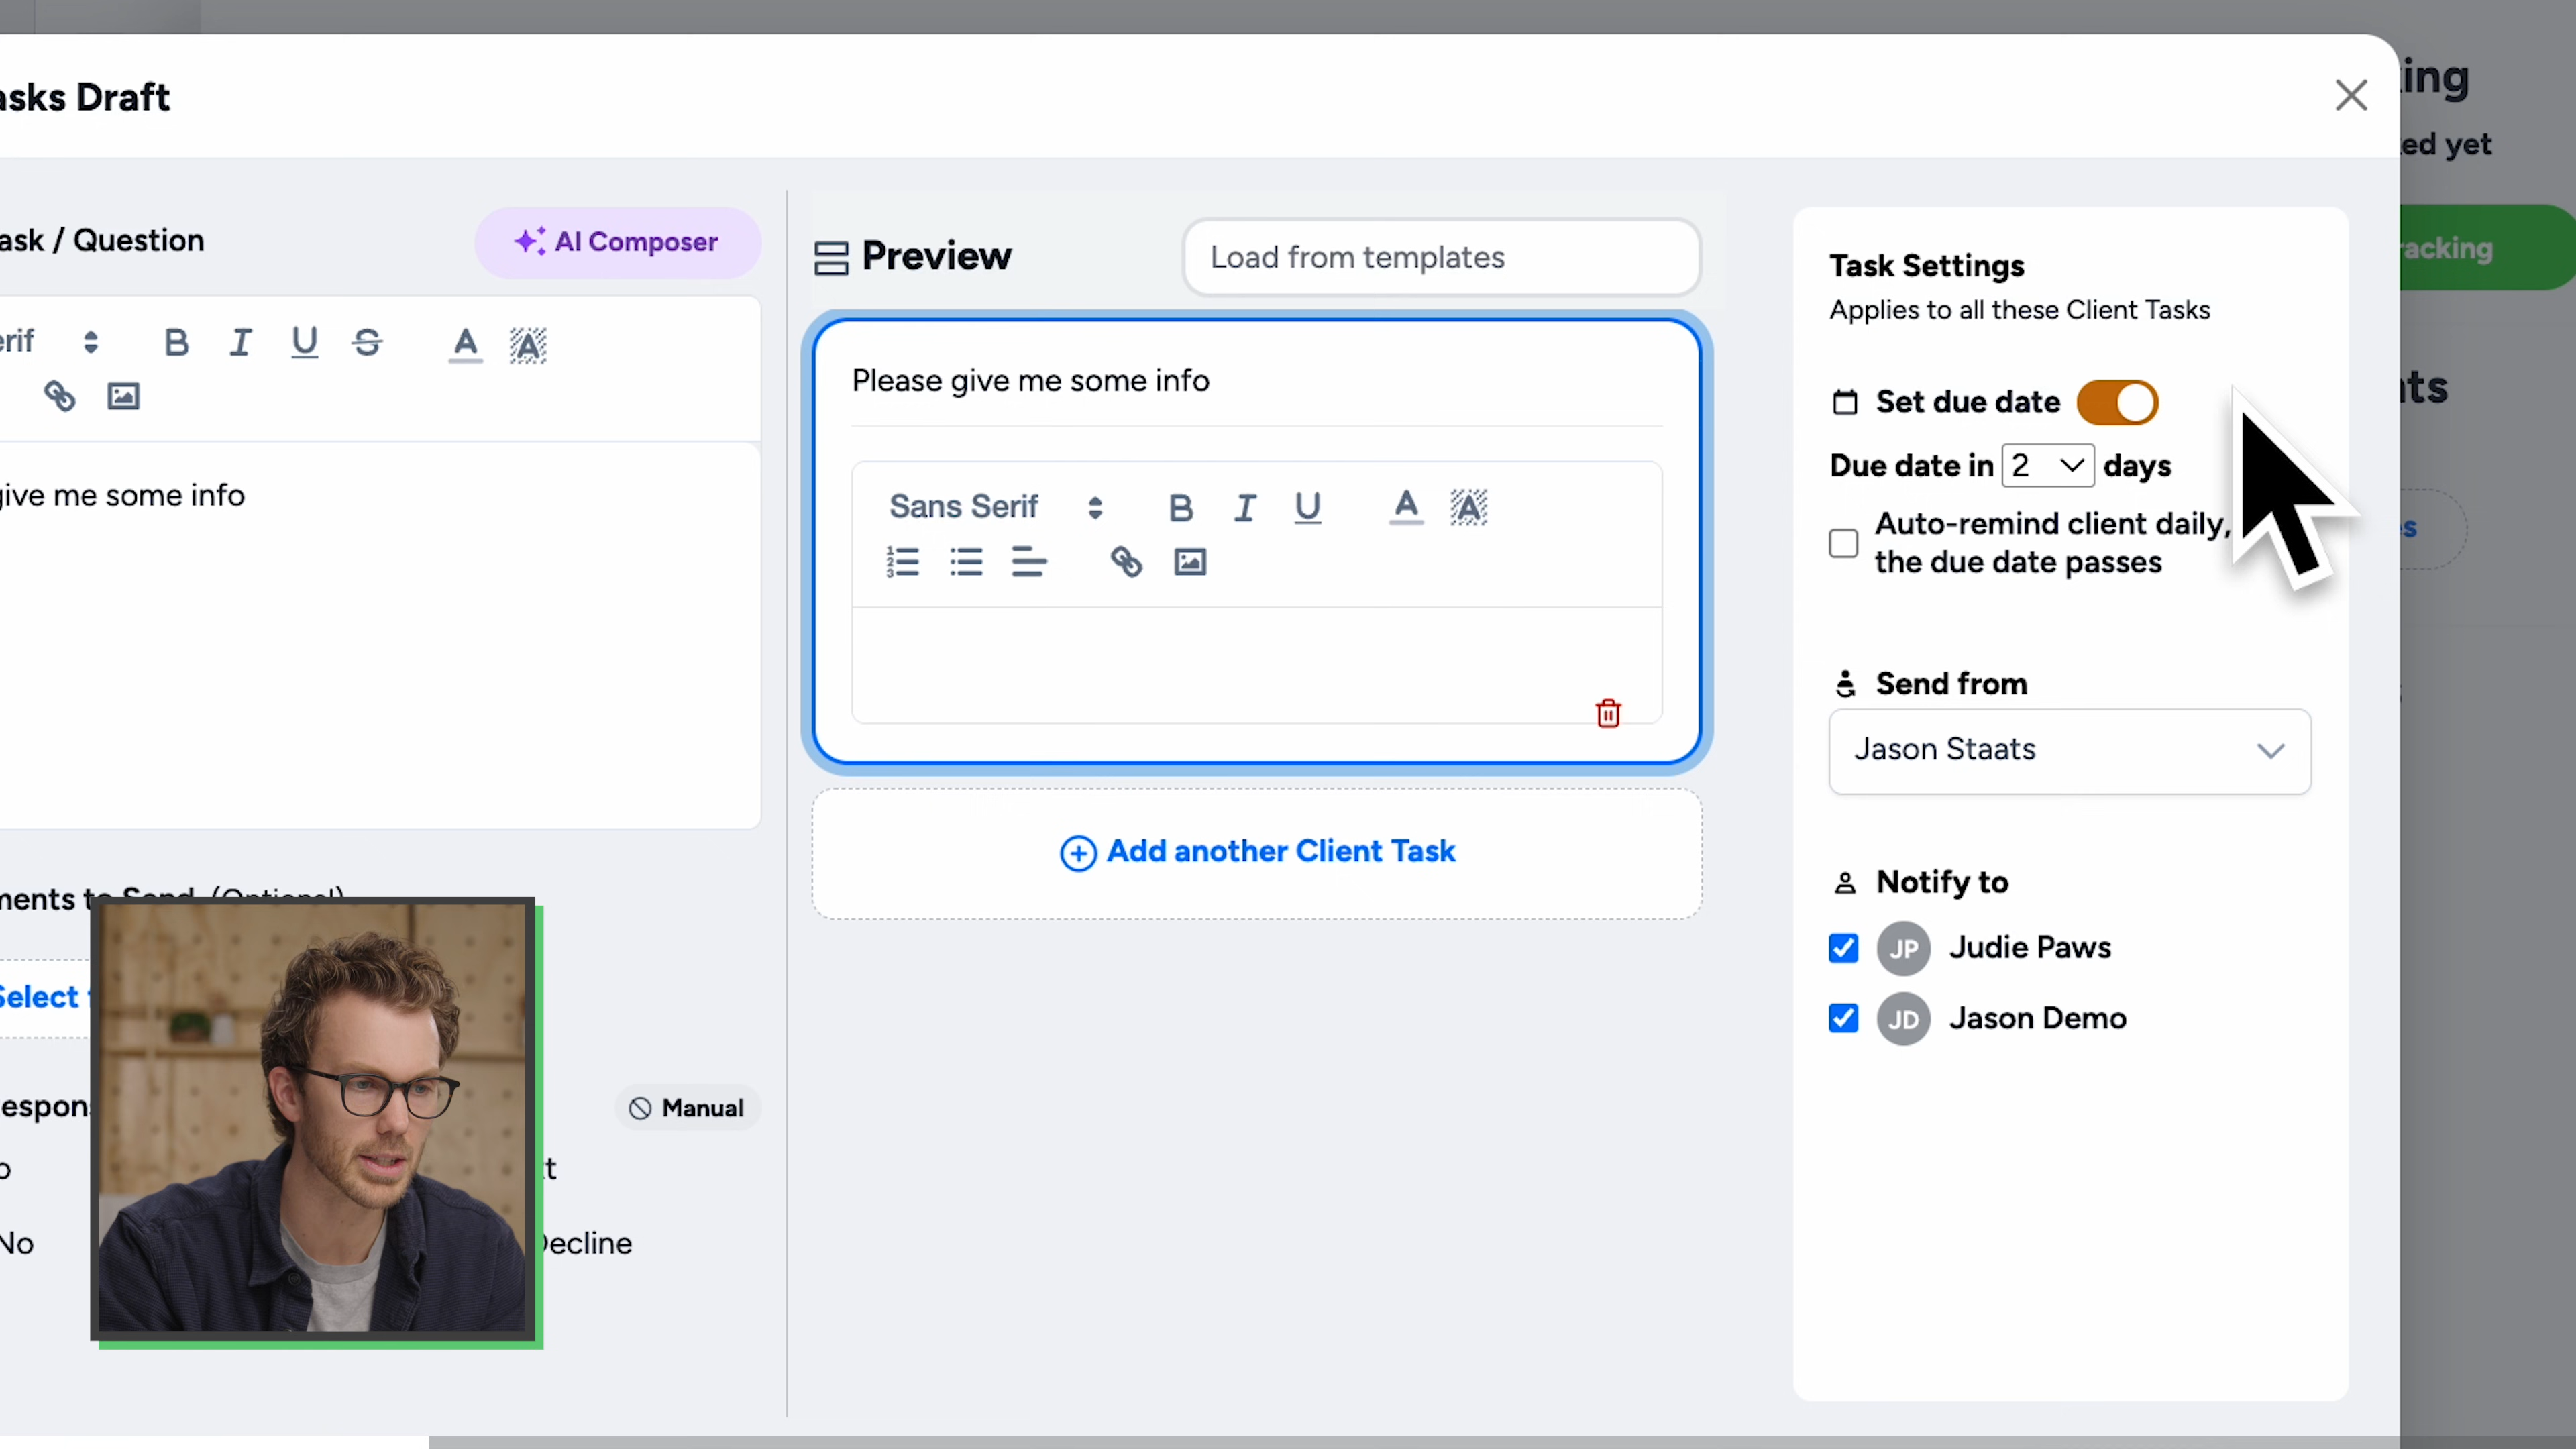 asks Draft
ing
ed yet
acking
ts
s
ask / Question
AI Composer
erif
B I U S A A
give me some info
ments to Send (Optional)
Select
espons
Manual
o
t
No
Decline
Preview
Load from templates
Please give me some info
Sans Serif
B I U A A
Add another Client Task
Task Settings
Applies to all these Client Tasks
Set due date
Due date in 2 days
Auto-remind client daily,
the due date passes
Send from
Jason Staats
Notify to
JP Judie Paws
JD Jason Demo